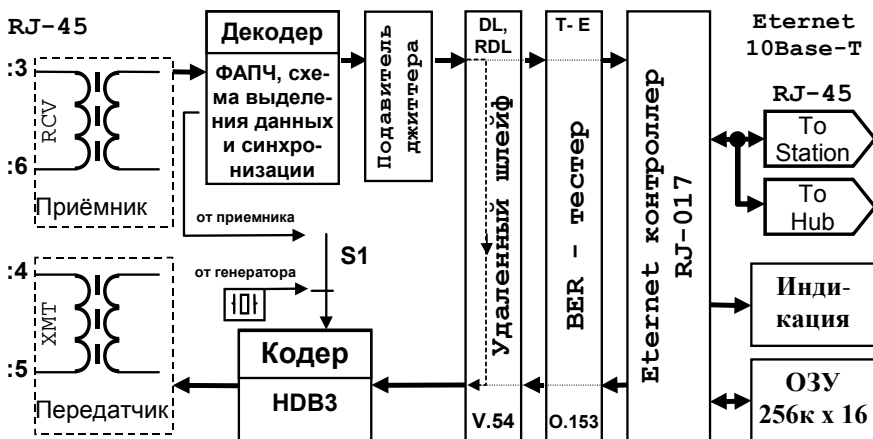 RJ-45
:3
RCV
:6
Приёмник
Декодер
ФАПЧ, схе-
ма выделе-
ния данных
и синхро-
низации
Подавитель
джиттера
DL,
RDL
Удаленный шлейф
V.54
T- E
BER - тестер
O.153
Eternet контроллер
RJ-017
Eternet
10Base-T
RJ-45
To
Station
To
Hub
от приемника
S1
от генератора
:4
XMT
:5
Передатчик
Кодер
HDB3
Инди-
кация
ОЗУ
256к x 16